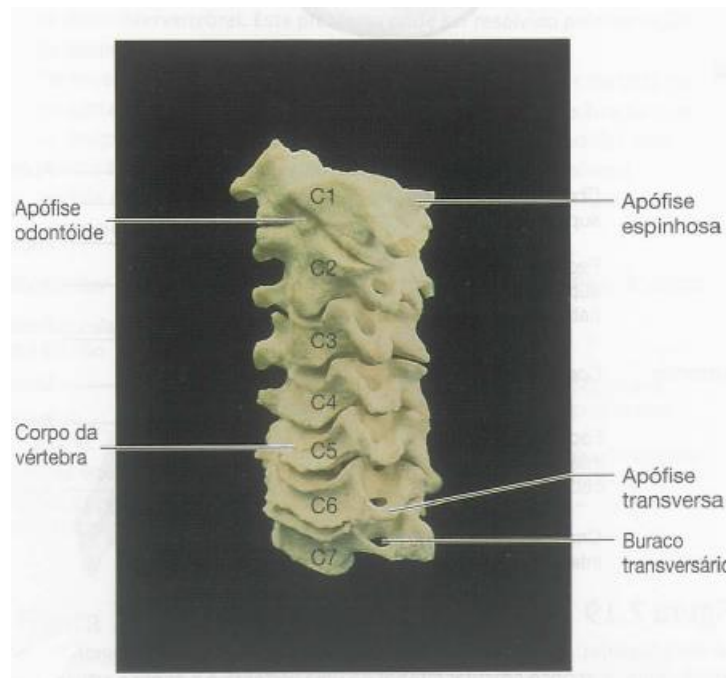 Apófise
odontóide
Corpo da
vértebra
C1
C2
C3
C4
C5
C6
C7
Apófise
espinhosa
Apófise
transversa
Buraco
transversário